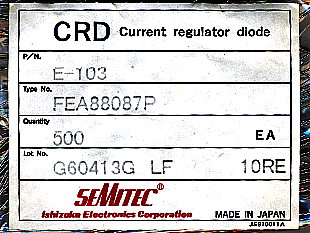 CRD Current regulator diode
P/N.
E-103
Type No.
FEA88087P
Quantity
500 EA
Lot No.
G60413G LF 10RE
SEMITEC®
Ishizuka Electronics Corporation
MADE IN JAPAN